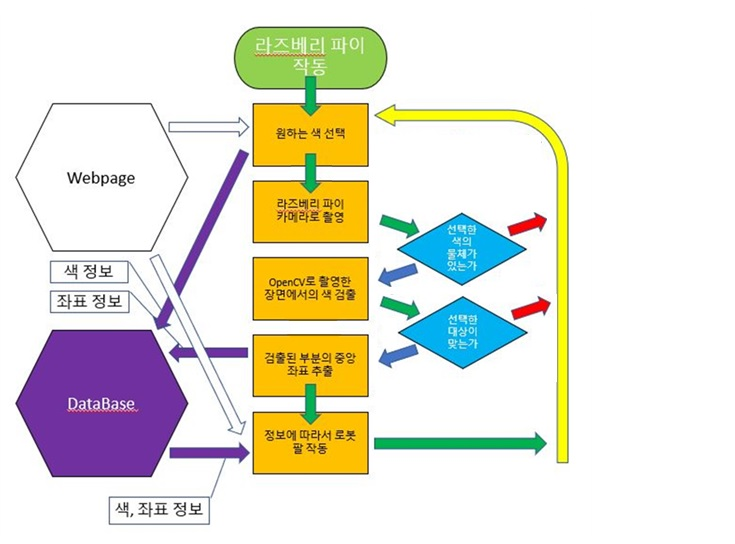 라즈베리 파이
작동
원하는 색 선택
Webpage
라즈베리 파이
카메라로 촬영
선택한
색의
물체가
있는가
색 정보
좌표 정보
OpenCV로 촬영한
장면에서의 색 검출
선택한
대상이
맞는가
검출된 부분의 중앙
좌표 추출
DataBase
정보에 따라서 로봇
팔 작동
색, 좌표 정보